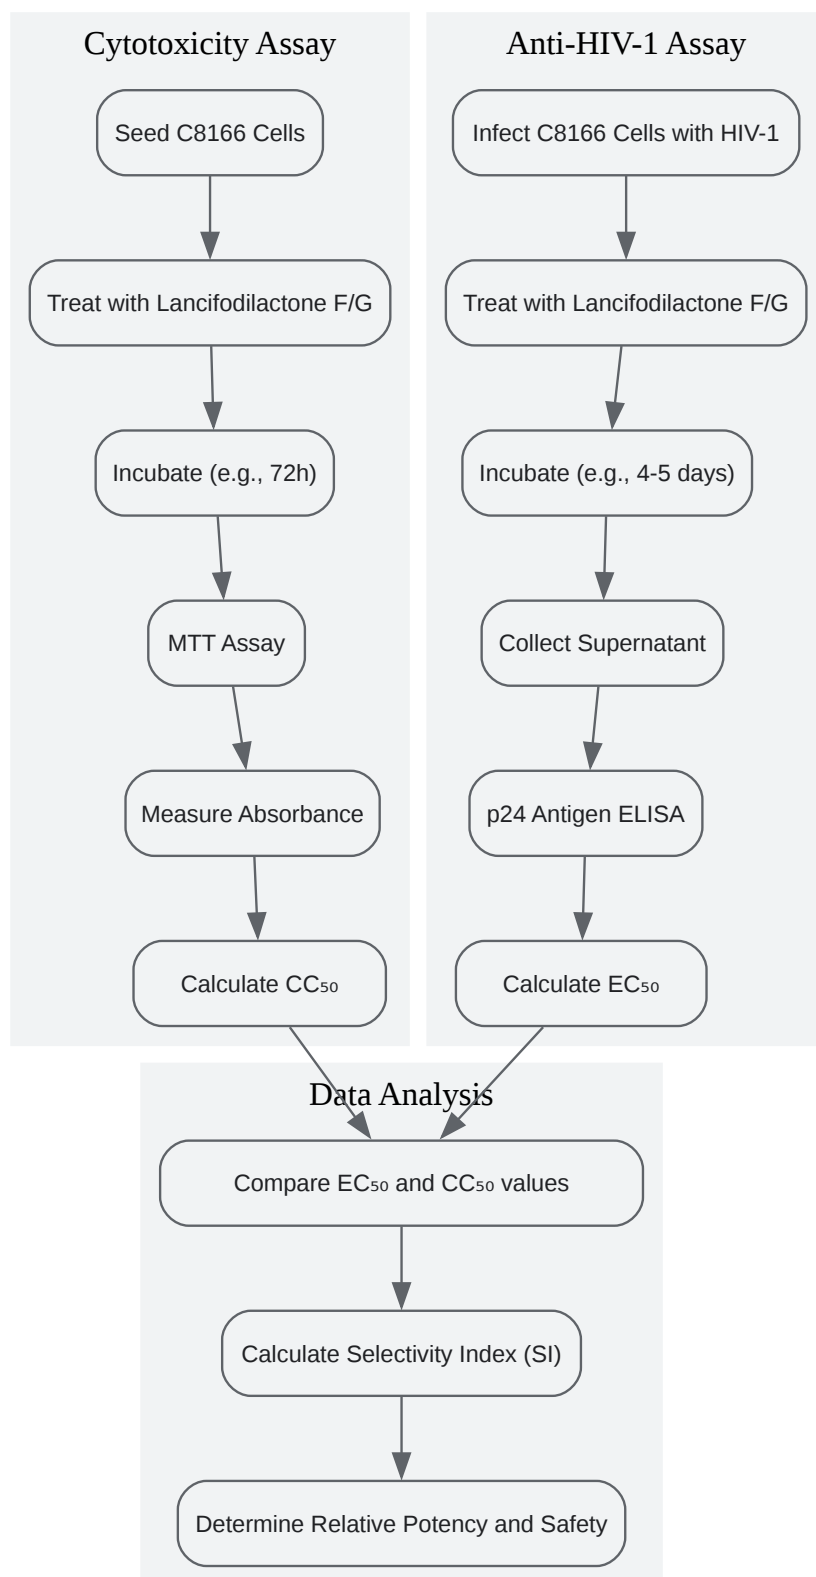 Cytotoxicity Assay
Seed C8166 Cells
Treat with Lancifodilactone F/G
Incubate (e.g., 72h)
MTT Assay
Measure Absorbance
Calculate CC₅₀
Anti-HIV-1 Assay
Infect C8166 Cells with HIV-1
Treat with Lancifodilactone F/G
Incubate (e.g., 4-5 days)
Collect Supernatant
p24 Antigen ELISA
Calculate EC₅₀
Data Analysis
Compare EC₅₀ and CC₅₀ values
Calculate Selectivity Index (SI)
Determine Relative Potency and Safety